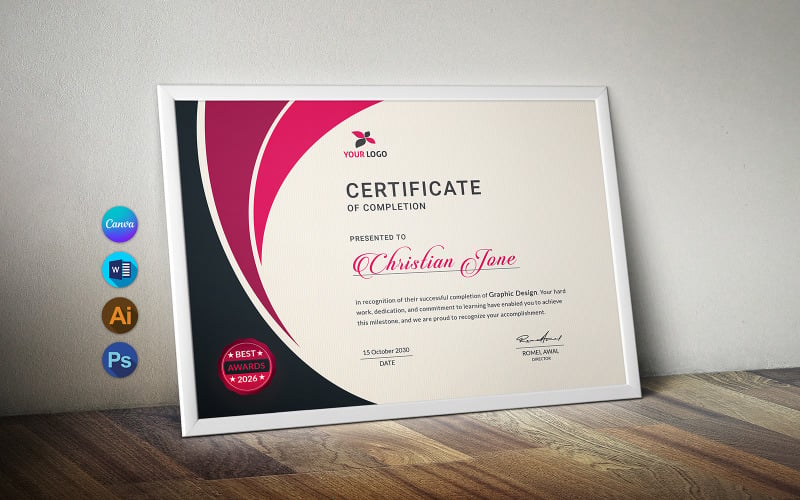 YOUR LOGO
CERTIFICATE
OF COMPLETION
PRESENTED TO
Christian Jone
in recognition of their successful completion of Graphic Design. Your hard
work, dedication, and commitment to learning have enabled you to achieve
this milestone, and we are proud to recognize your accomplishment.
15 October 2030
DATE
ROMEL AWAL
DIRECTOR
BEST
AWARDS
2026
Canva
W
Ai
Ps